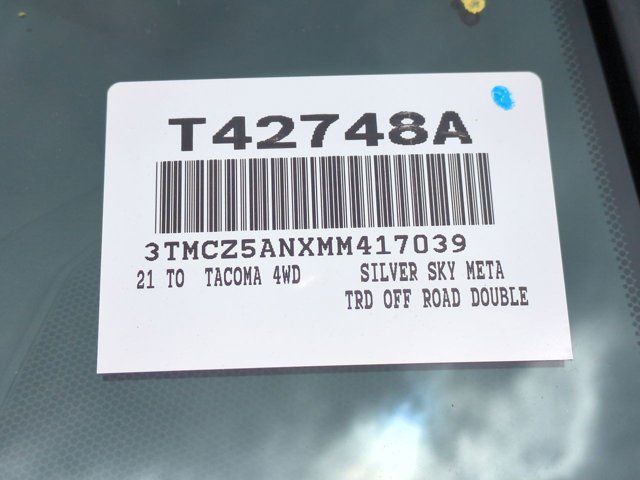 T42748A
3TMCZ5ANXMM417039
21 TO TACOMA 4WD SILVER SKY META
TRD OFF ROAD DOUBLE